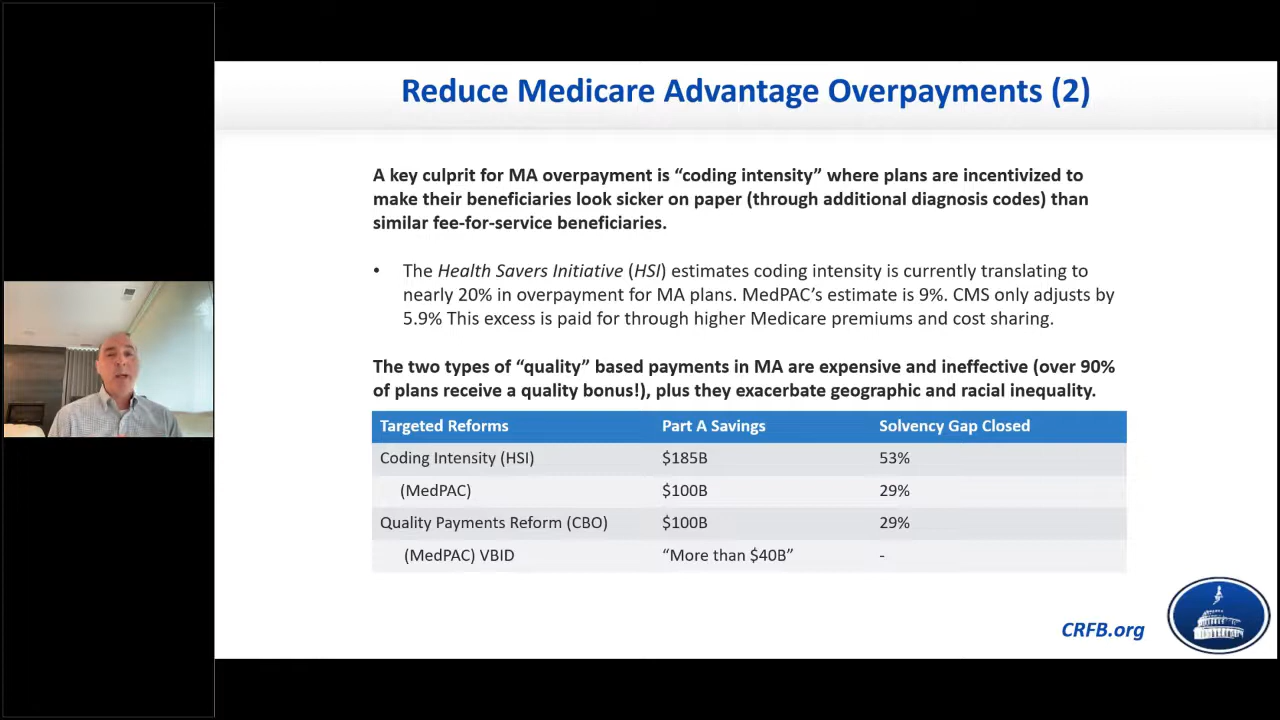 Reduce Medicare Advantage Overpayments (2)
A key culprit for MA overpayment is “coding intensity” where plans are incentivized to
make their beneficiaries look sicker on paper (through additional diagnosis codes) than
similar fee-for-service beneficiaries.
• The Health Savers Initiative (HSI) estimates coding intensity is currently translating to
nearly 20% in overpayment for MA plans. MedPAC’s estimate is 9%. CMS only adjusts by
5.9% This excess is paid for through higher Medicare premiums and cost sharing.
The two types of “quality” based payments in MA are expensive and ineffective (over 90%
of plans receive a quality bonus!), plus they exacerbate geographic and racial inequality.
Targeted Reforms Part A Savings Solvency Gap Closed
Coding Intensity (HSI) $185B 53%
(MedPAC) $100B 29%
Quality Payments Reform (CBO) $100B 29%
(MedPAC) VBID “More than $40B” -
CRFB.org